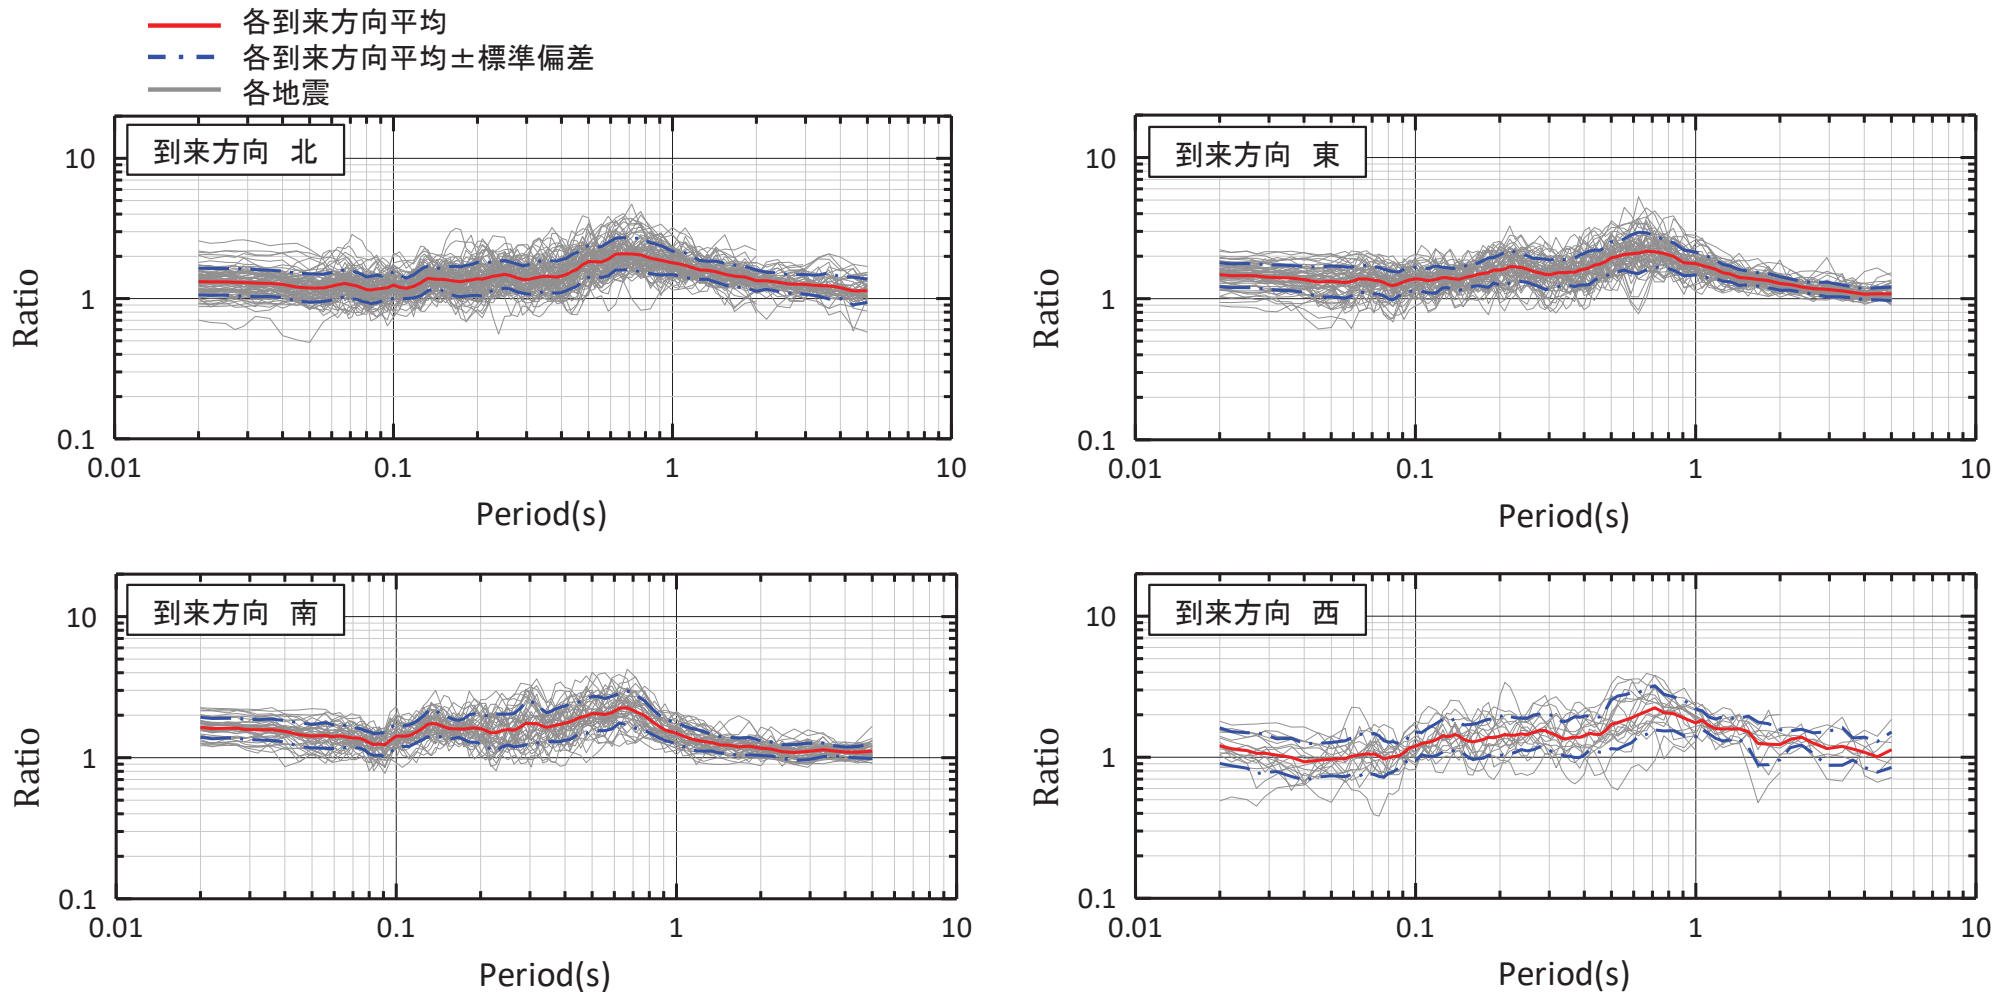 各到来方向平均
各到来方向平均±標準偏差
各地震
到来方向 北
10
1
0.1
Ratio
0.01 0.1 1 10
Period(s)
到来方向 東
10
1
0.1
Ratio
0.01 0.1 1 10
Period(s)
到来方向 南
10
1
0.1
Ratio
0.01 0.1 1 10
Period(s)
到来方向 西
10
1
0.1
Ratio
0.01 0.1 1 10
Period(s)